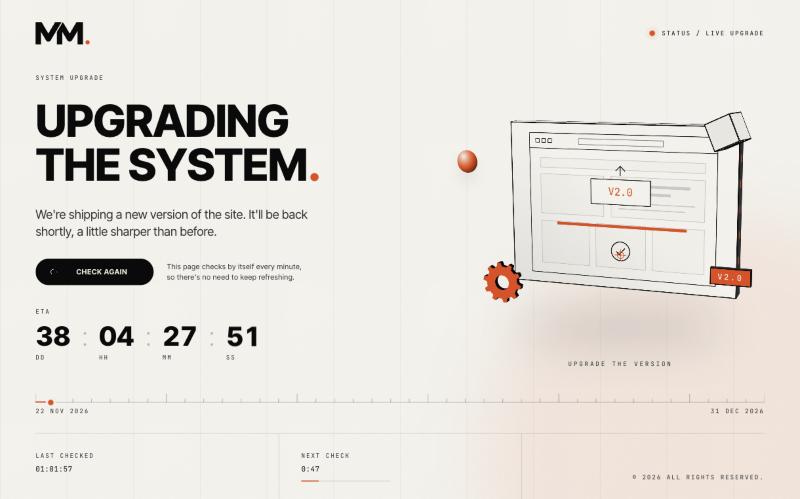 MM.
STATUS / LIVE UPGRADE
SYSTEM UPGRADE
UPGRADING
THE SYSTEM.
We're shipping a new version of the site. It'll be back
shortly, a little sharper than before.
CHECK AGAIN
This page checks by itself every minute,
so there's no need to keep refreshing.
ETA
38 : 04 : 27 : 51
DD HH MM SS
V2.0
V2.0
UPGRADE THE VERSION
22 NOV 2026
31 DEC 2026
LAST CHECKED
01:01:57
NEXT CHECK
0:47
© 2026 ALL RIGHTS RESERVED.